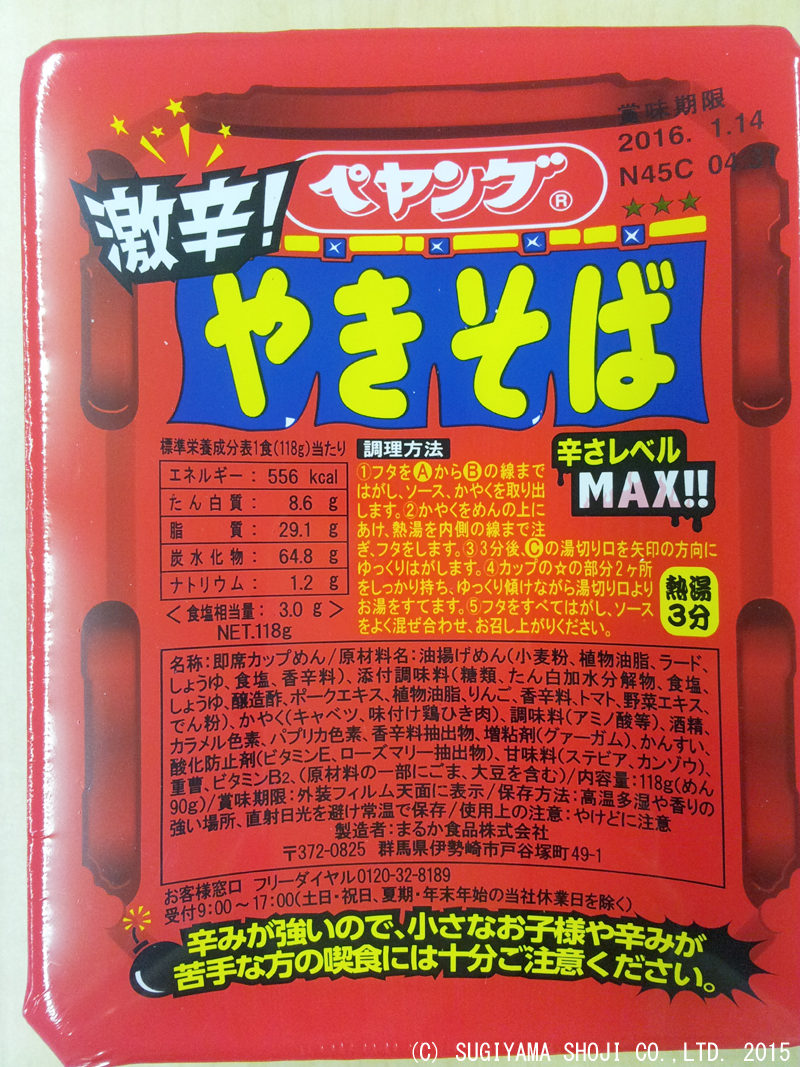 賞味期限
2016. 1.14
N45C 04
激辛!
ペヤング®
やきそば
標準栄養成分表1食(118g)当たり
エネルギー: 556 kcal
たん白質: 8.6 g
脂 質: 29.1 g
炭水化物: 64.8 g
ナトリウム: 1.2 g
<食塩相当量: 3.0 g>
NET.118g
調理方法
①フタをⒶからⒷの線まで
はがし、ソース、かやくを取り出
します。②かやくをめんの上に
あけ、熱湯を内側の線まで注
ぎ、フタをします。③3分後、Ⓒの湯切り口を矢印の方向に
ゆっくりはがします。④カップの☆の部分2ヶ所
をしっかり持ち、ゆっくり傾けながら湯切り口より
お湯をすてます。⑤フタをすべてはがし、ソース
をよく混ぜ合わせ、お召し上がりください。
辛さレベル
MAX!!
熱湯
3分
名称:即席カップめん/原材料名:油揚げめん(小麦粉、植物油脂、ラード、
しょうゆ、食塩、香辛料)、添付調味料(糖類、たん白加水分解物、食塩、
しょうゆ、醸造酢、ポークエキス、植物油脂、りんご、香辛料、トマト、野菜エキス、
でん粉)、かやく(キャベツ、味付け鶏ひき肉)、調味料(アミノ酸等)、酒精、
カラメル色素、パプリカ色素、香辛料抽出物、増粘剤(グァーガム)、かんすい、
酸化防止剤(ビタミンE、ローズマリー抽出物)、甘味料(ステビア、カンゾウ)、
重曹、ビタミンB2、(原材料の一部にごま、大豆を含む)/内容量:118g(めん
90g)/賞味期限:外装フィルム天面に表示/保存方法:高温多湿や香りの
強い場所、直射日光を避け常温で保存/使用上の注意:やけどに注意
製造者:まるか食品株式会社
〒372-0825 群馬県伊勢崎市戸谷塚町49-1
お客様窓口 フリーダイヤル0120-32-8189
受付9:00〜17:00(土日・祝日、夏期・年末年始の当社休業日を除く)
辛みが強いので、小さなお子様や辛みが
苦手な方の喫食には十分ご注意ください。
(C) SUGIYAMA SHOJI CO.,LTD. 2015